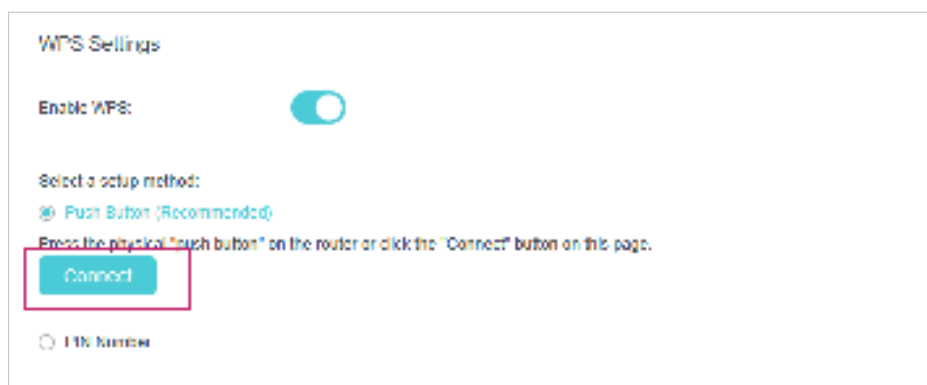 WPS Settings
Enable WPS:
Select a setup method:
Push Button (Recommended)
Press the physical "push button" on the router or click the "Connect" button on this page.
Connect
PIN Number